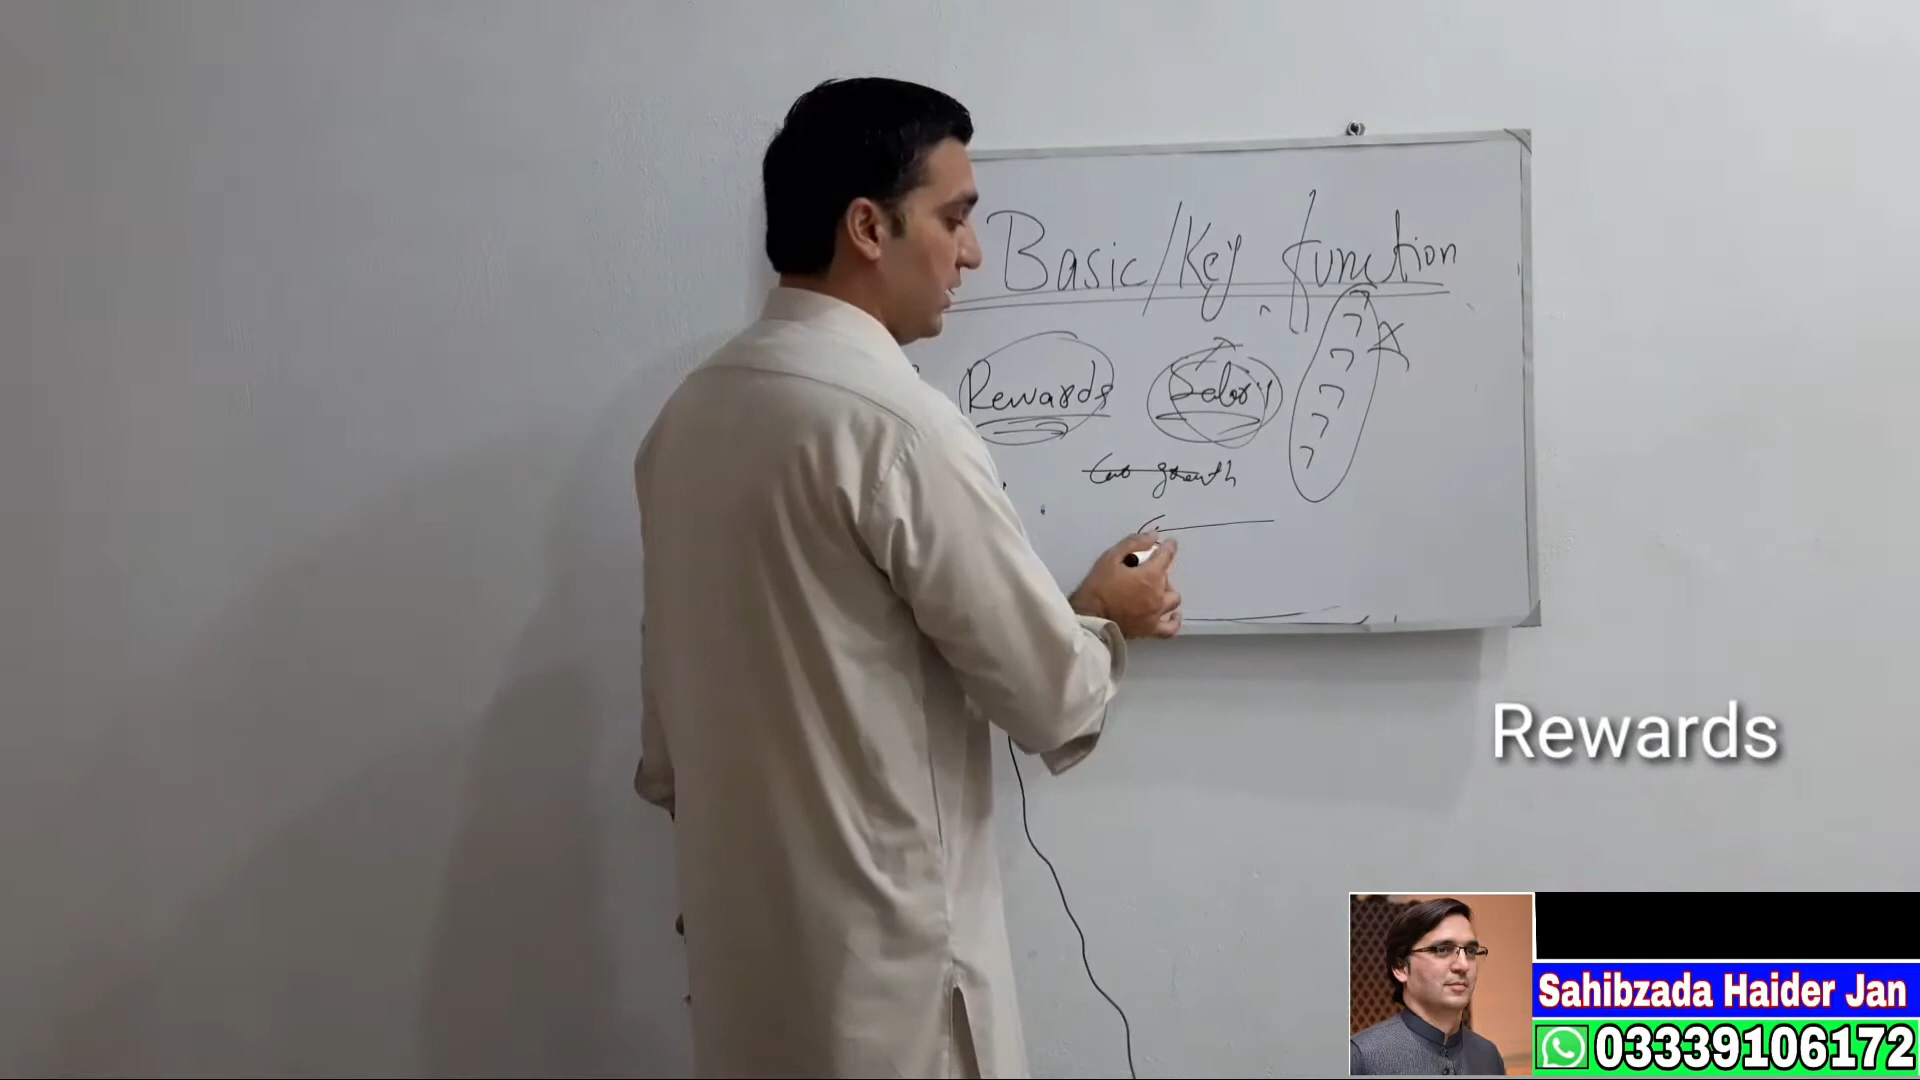 Basic/Key function
Rewards Salary
growth
Rewards
Sahibzada Haider Jan
03339106172